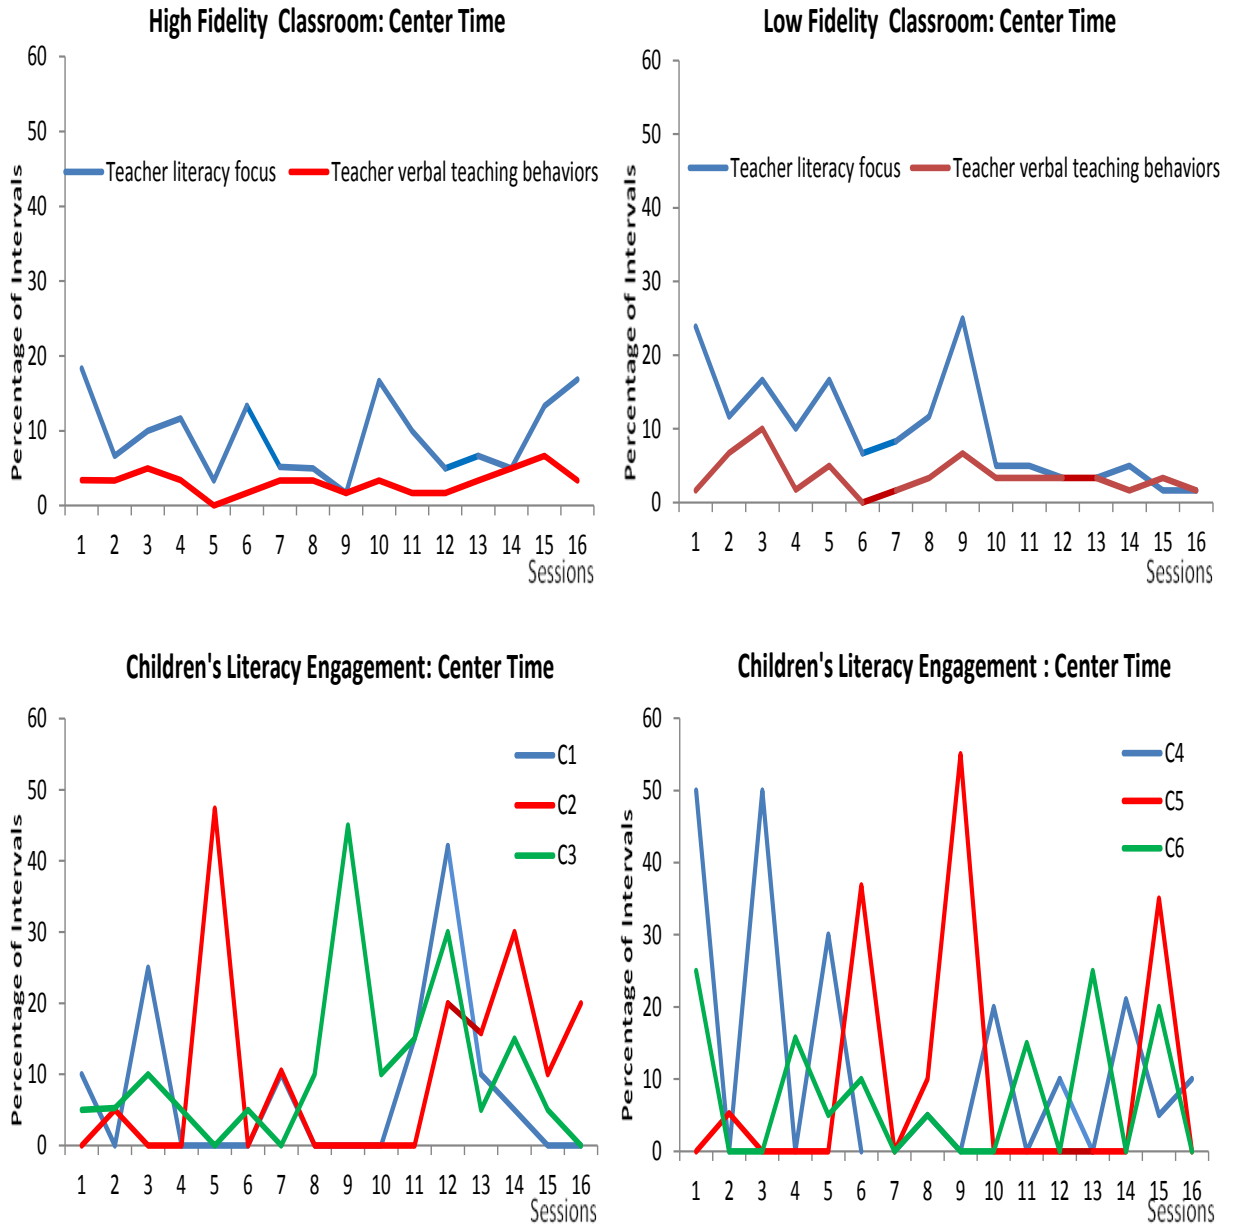 High Fidelity  Classroom: Center Time
60
50
40
30
20
10
0
Percentage of Intervals
Teacher literacy focus
Teacher verbal teaching behaviors
1 2 3 4 5 6 7 8 9 10 11 12 13 14 15 16
Sessions
Low Fidelity  Classroom: Center Time
60
50
40
30
20
10
0
Percentage of Intervals
Teacher literacy focus
Teacher verbal teaching behaviors
1 2 3 4 5 6 7 8 9 10 11 12 13 14 15 16
Sessions
Children's Literacy Engagement: Center Time
60
50
40
30
20
10
0
Percentage of Intervals
C1
C2
C3
1 2 3 4 5 6 7 8 9 10 11 12 13 14 15 16
Sessions
Children's Literacy Engagement : Center Time
60
50
40
30
20
10
0
Percentage of Intervals
C4
C5
C6
1 2 3 4 5 6 7 8 9 10 11 12 13 14 15 16
Sessions